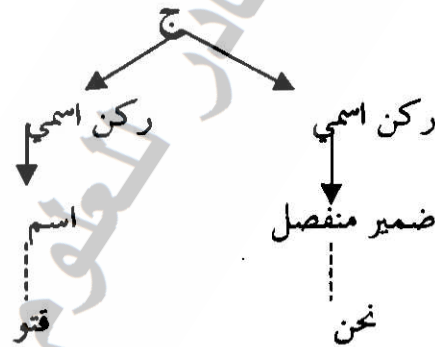 ج
ركن اسمي ركن اسمي
ضمير منفصل اسم
نحن قتو